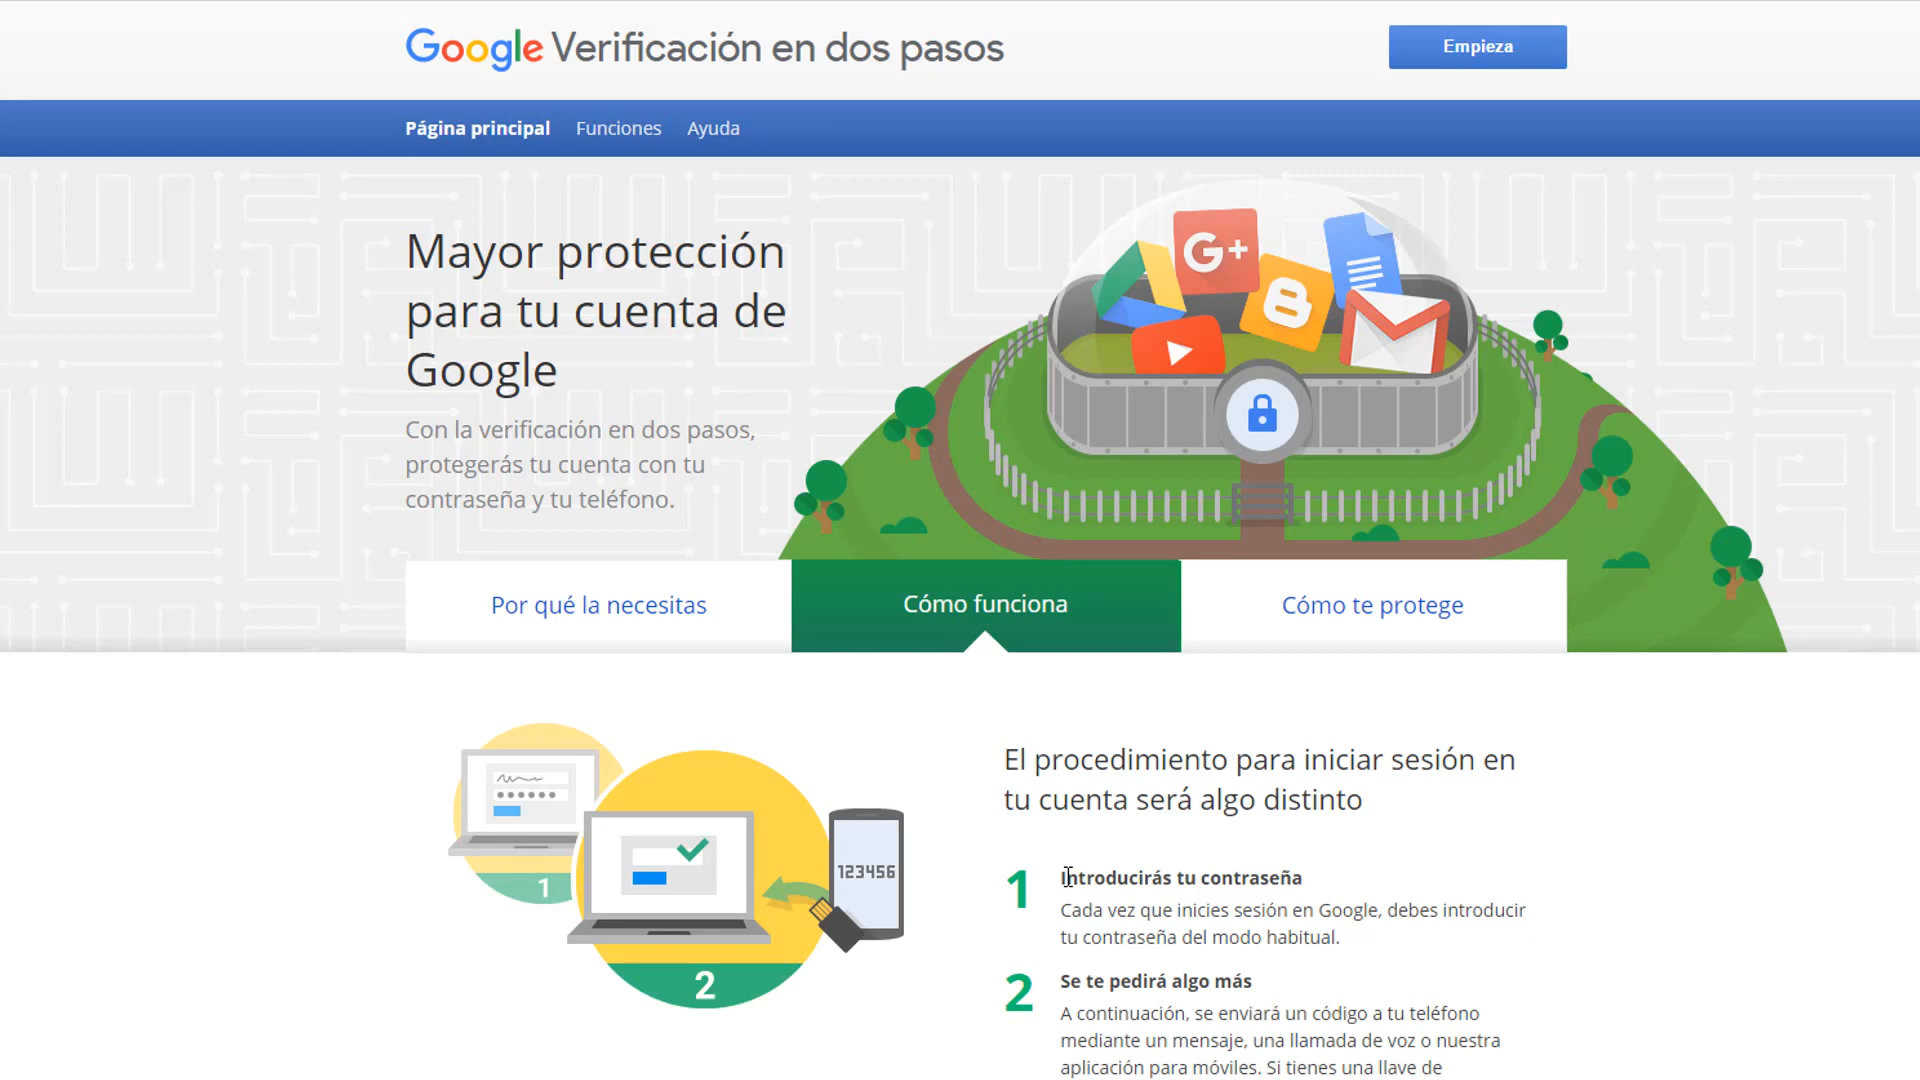 Google Verificación en dos pasos
Empieza
Página principal Funciones Ayuda
Mayor protección
para tu cuenta de
Google
Con la verificación en dos pasos,
protegerás tu cuenta con tu
contraseña y tu teléfono.
G+
Por qué la necesitas
Cómo funciona
Cómo te protege
1
2
123456
El procedimiento para iniciar sesión en
tu cuenta será algo distinto
1
Introducirás tu contraseña
Cada vez que inicies sesión en Google, debes introducir
tu contraseña del modo habitual.
2
Se te pedirá algo más
A continuación, se enviará un código a tu teléfono
mediante un mensaje, una llamada de voz o nuestra
aplicación para móviles. Si tienes una llave de